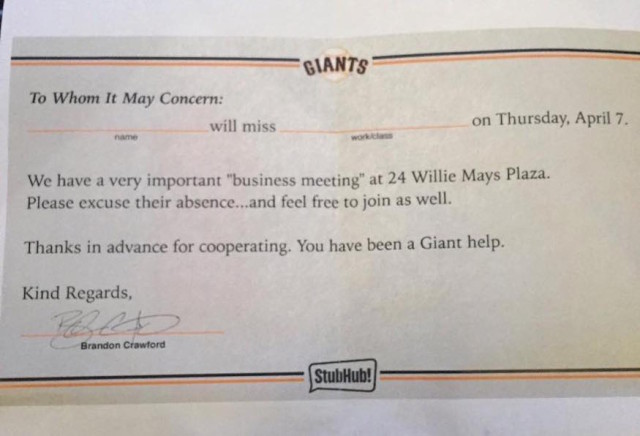 GIANTS
To Whom It May Concern:
will miss on Thursday, April 7.
name work/class
We have a very important "business meeting" at 24 Willie Mays Plaza.
Please excuse their absence...and feel free to join as well.
Thanks in advance for cooperating. You have been a Giant help.
Kind Regards,
Brandon Crawford
StubHub!